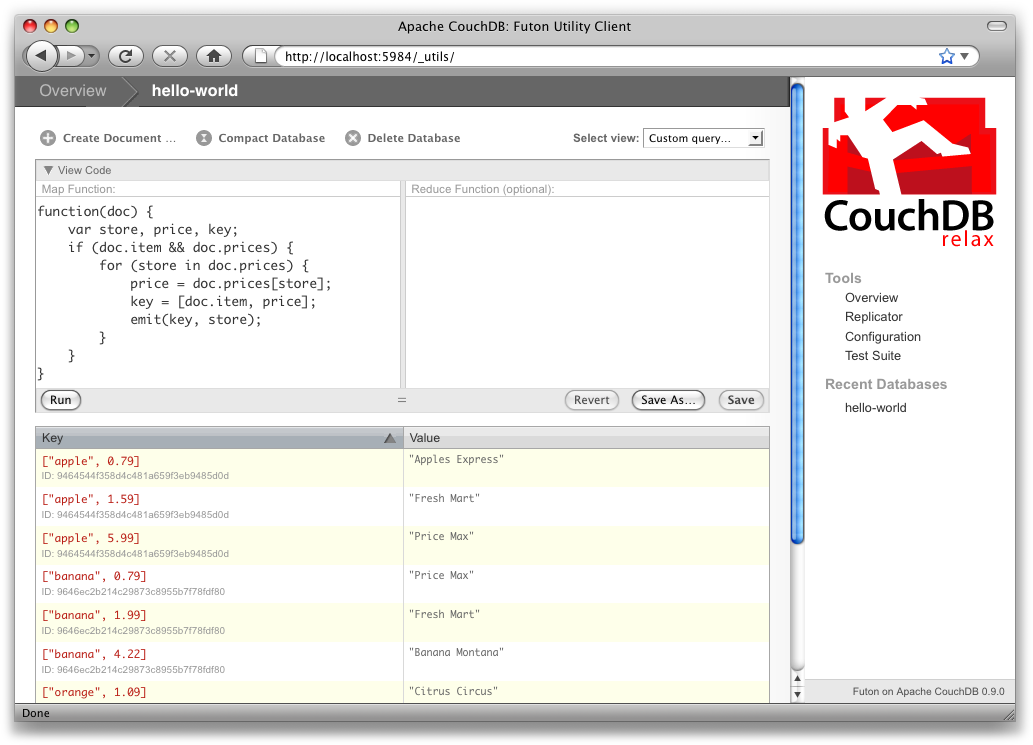 Apache CouchDB: Futon Utility Client
http://localhost:5984/_utils/
Overview hello-world
Create Document ... Compact Database Delete Database Select view: Custom query...
View Code
Map Function: Reduce Function (optional):
function(doc) {
    var store, price, key;
    if (doc.item && doc.prices) {
        for (store in doc.prices) {
            price = doc.prices[store];
            key = [doc.item, price];
            emit(key, store);
        }
    }
}
Run = Revert Save As... Save
Key Value
["apple", 0.79] "Apples Express"
ID: 9464544f358d4c481a659f3eb9485d0d
["apple", 1.59] "Fresh Mart"
ID: 9464544f358d4c481a659f3eb9485d0d
["apple", 5.99] "Price Max"
ID: 9464544f358d4c481a659f3eb9485d0d
["banana", 0.79] "Price Max"
ID: 9646ec2b214c29873c8955b7f78fdf80
["banana", 1.99] "Fresh Mart"
ID: 9646ec2b214c29873c8955b7f78fdf80
["banana", 4.22] "Banana Montana"
ID: 9646ec2b214c29873c8955b7f78fdf80
["orange", 1.09] "Citrus Circus"
CouchDB
relax
Tools
Overview
Replicator
Configuration
Test Suite
Recent Databases
hello-world
Futon on Apache CouchDB 0.9.0
Done